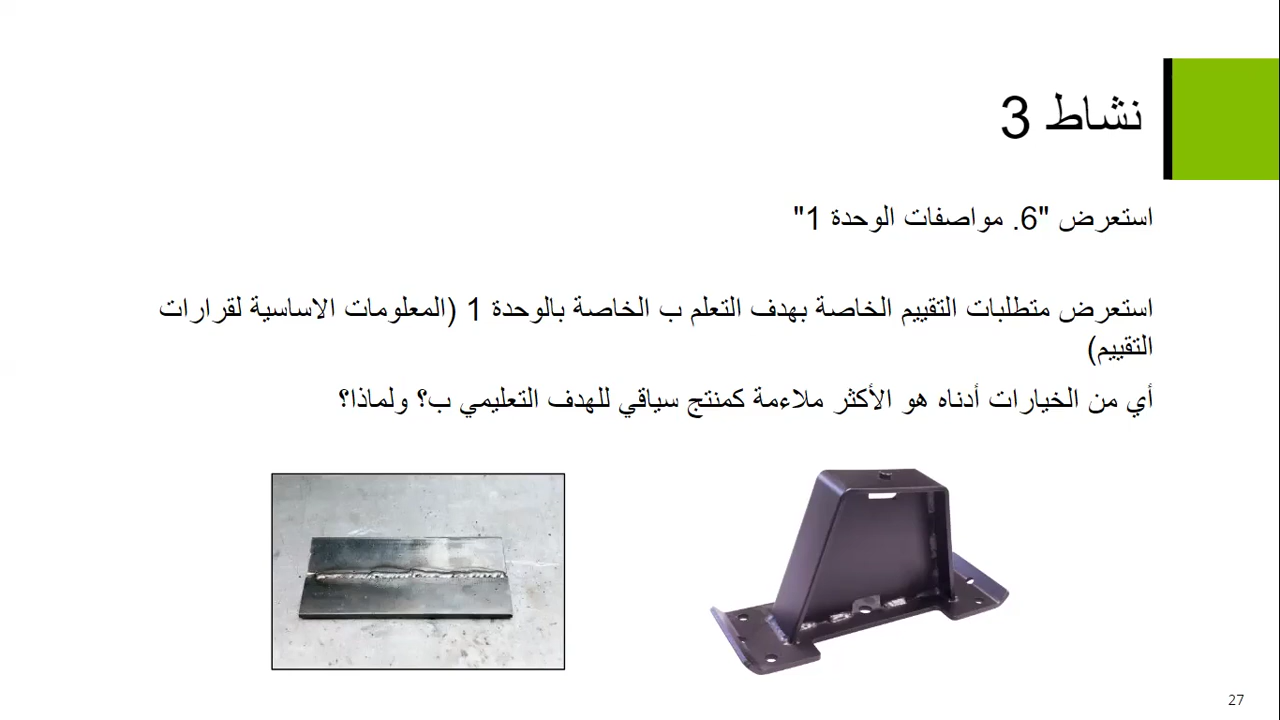 نشاط 3
استعرض "6. مواصفات الوحدة 1"
استعرض متطلبات التقييم الخاصة بهدف التعلم ب الخاصة بالوحدة 1 (المعلومات الاساسية لقرارات
التقييم)
أي من الخيارات أدناه هو الأكثر ملاءمة كمنتج سياقي للهدف التعليمي ب؟ ولماذا؟
27